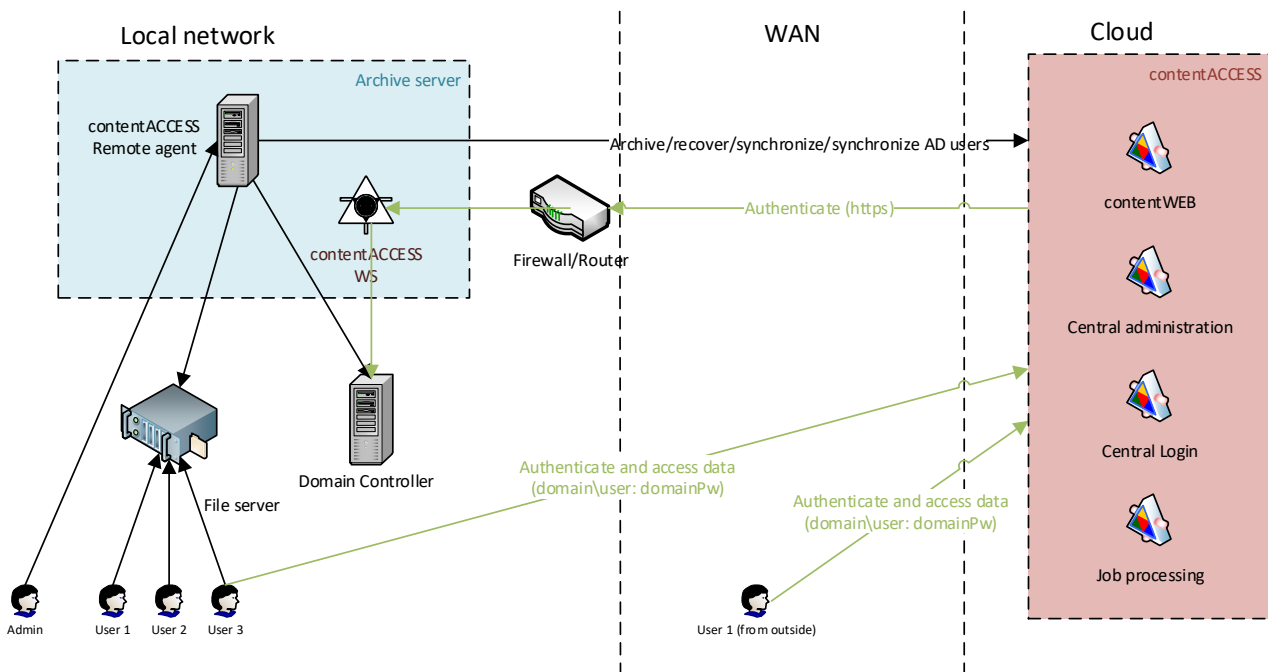 Local network
WAN
Cloud
Archive server
contentACCESS
contentACCESS
Remote agent
Archive/recover/synchronize/synchronize AD users
contentWEB
Authenticate (https)
contentACCESS
WS
Firewall/Router
Central administration
Central Login
Domain Controller
Authenticate and access data
(domain\user: domainPw)
File server
Authenticate and access data
(domain\user: domainPw)
Job processing
Admin
User 1
User 2
User 3
User 1 (from outside)